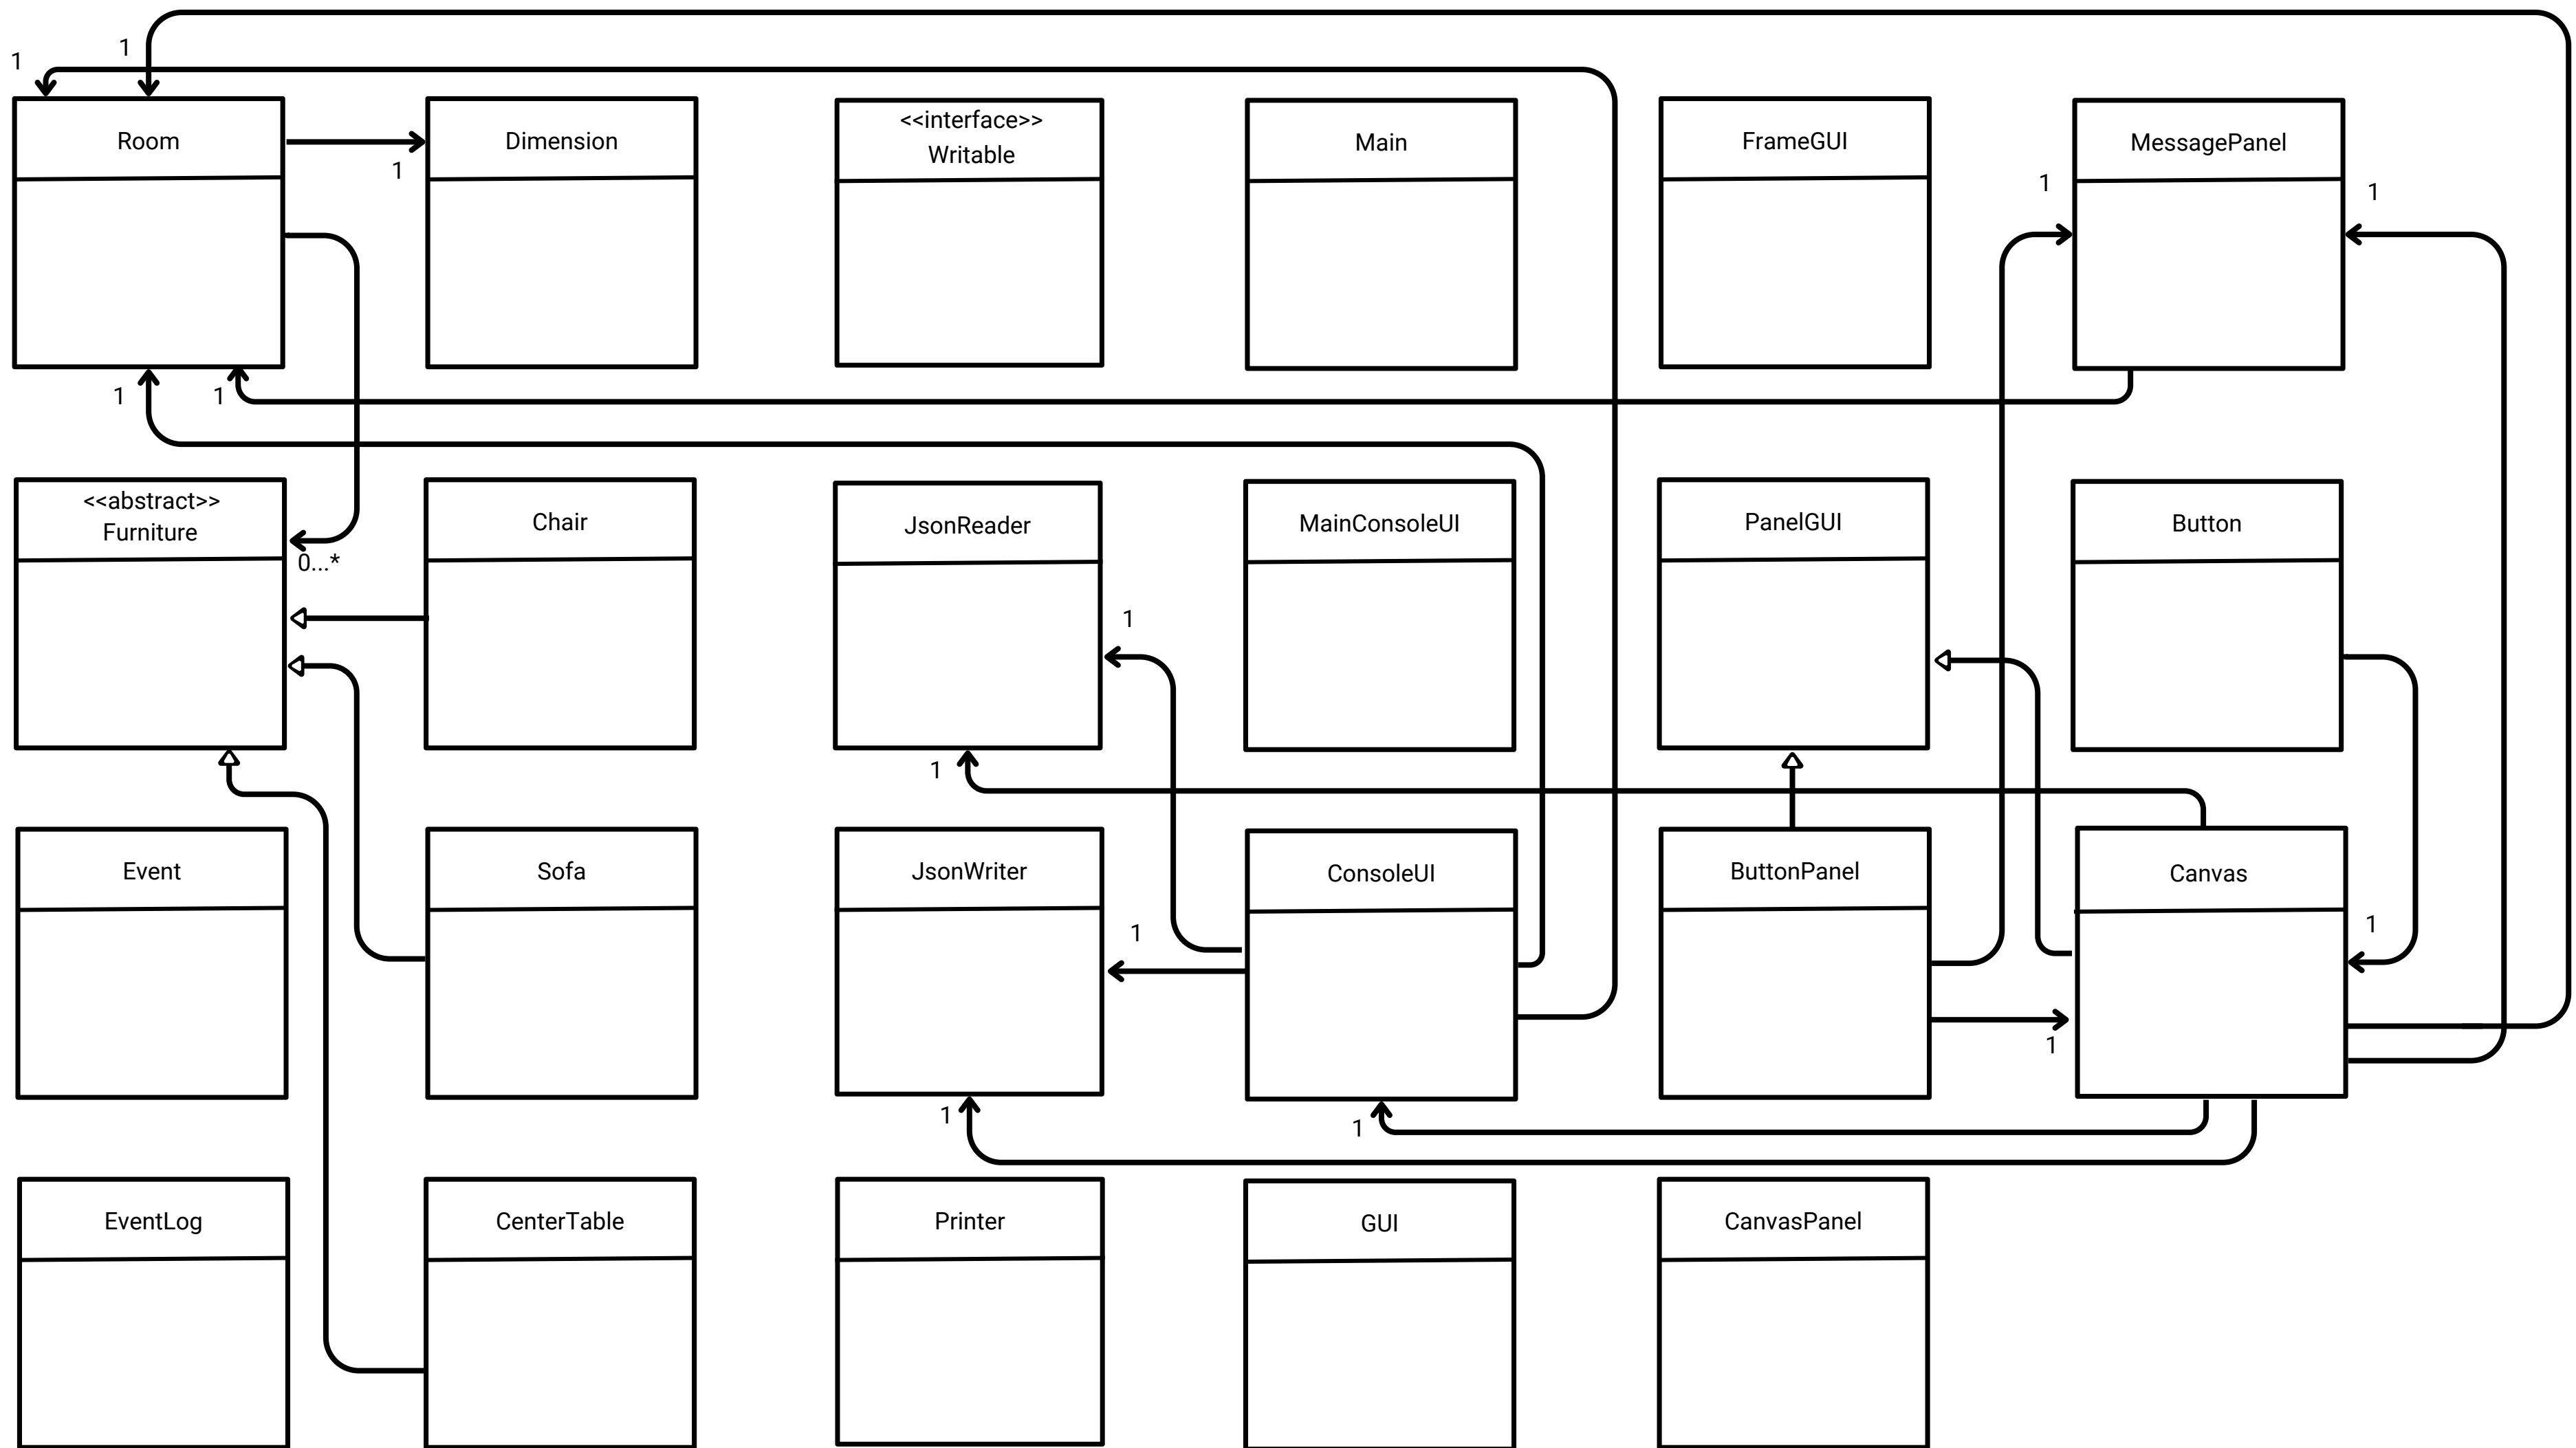 1
1
Room
Dimension
<<interface>>
Writable
Main
FrameGUI
MessagePanel
1
1
1
1
1
<<abstract>>
Furniture
0...*
Chair
JsonReader
MainConsoleUI
PanelGUI
Button
1
1
Event
Sofa
JsonWriter
ConsoleUI
ButtonPanel
Canvas
1
1
1
1
1
EventLog
CenterTable
Printer
GUI
CanvasPanel